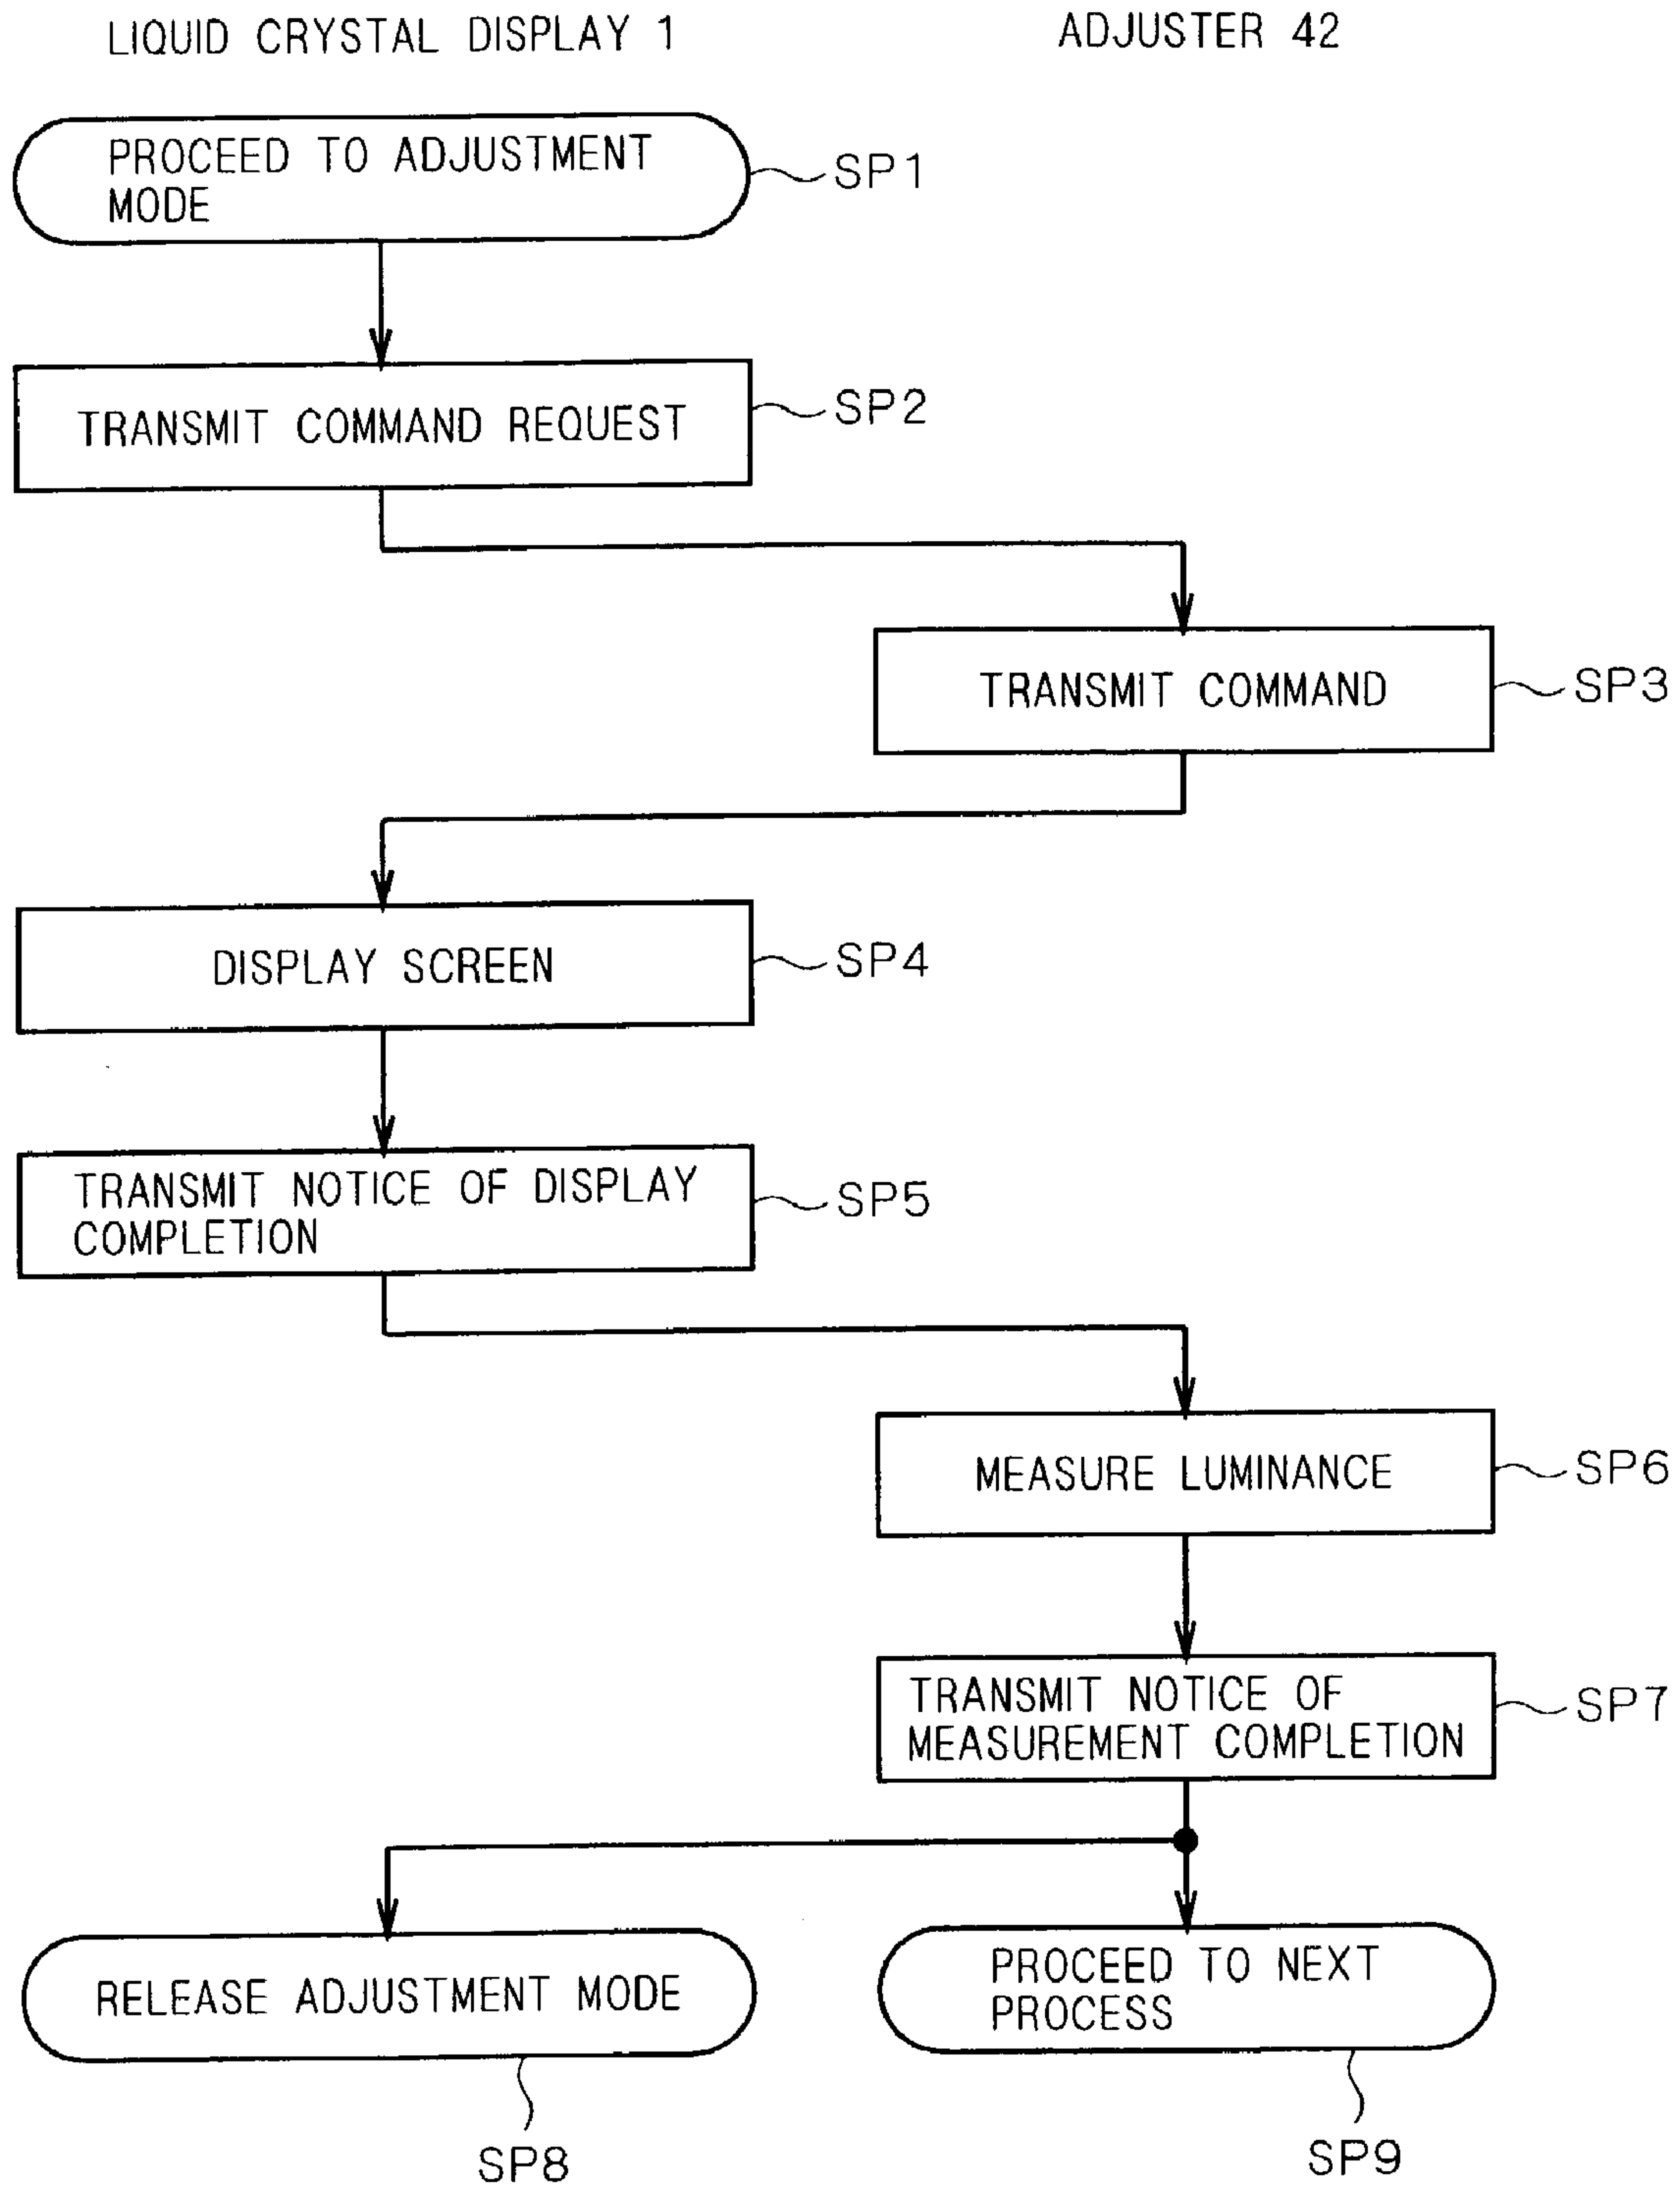 LIQUID CRYSTAL DISPLAY 1
ADJUSTER 42
PROCEED TO ADJUSTMENT
MODE
SP1
TRANSMIT COMMAND REQUEST
SP2
TRANSMIT COMMAND
SP3
DISPLAY SCREEN
SP4
TRANSMIT NOTICE OF DISPLAY
COMPLETION
SP5
MEASURE LUMINANCE
SP6
TRANSMIT NOTICE OF
MEASUREMENT COMPLETION
SP7
RELEASE ADJUSTMENT MODE
PROCEED TO NEXT
PROCESS
SP8
SP9